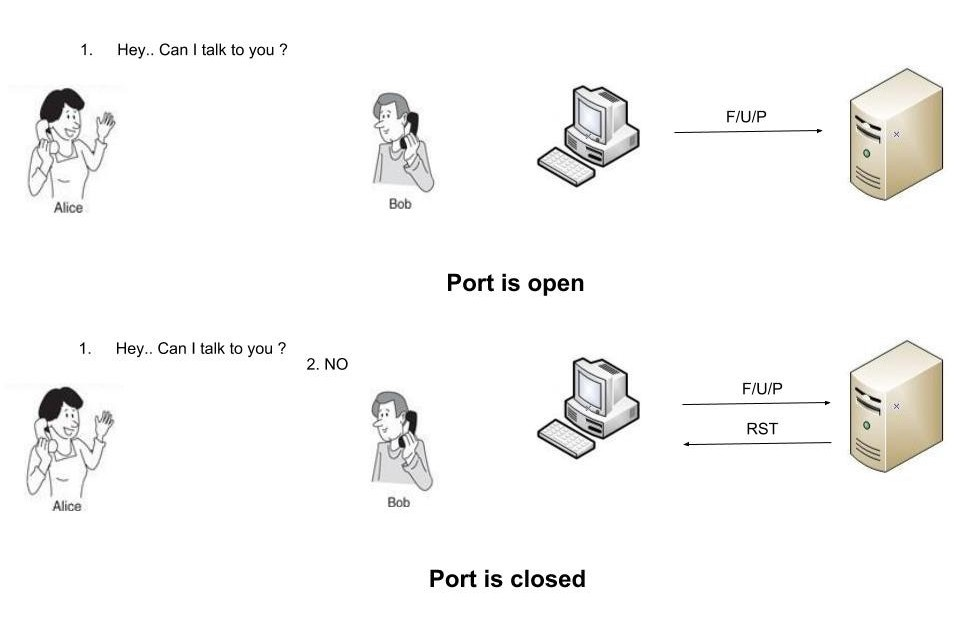 1. Hey.. Can I talk to you ?
F/U/P
Alice
Bob
Port is open
1. Hey.. Can I talk to you ?
2. NO
F/U/P
RST
Alice
Bob
Port is closed